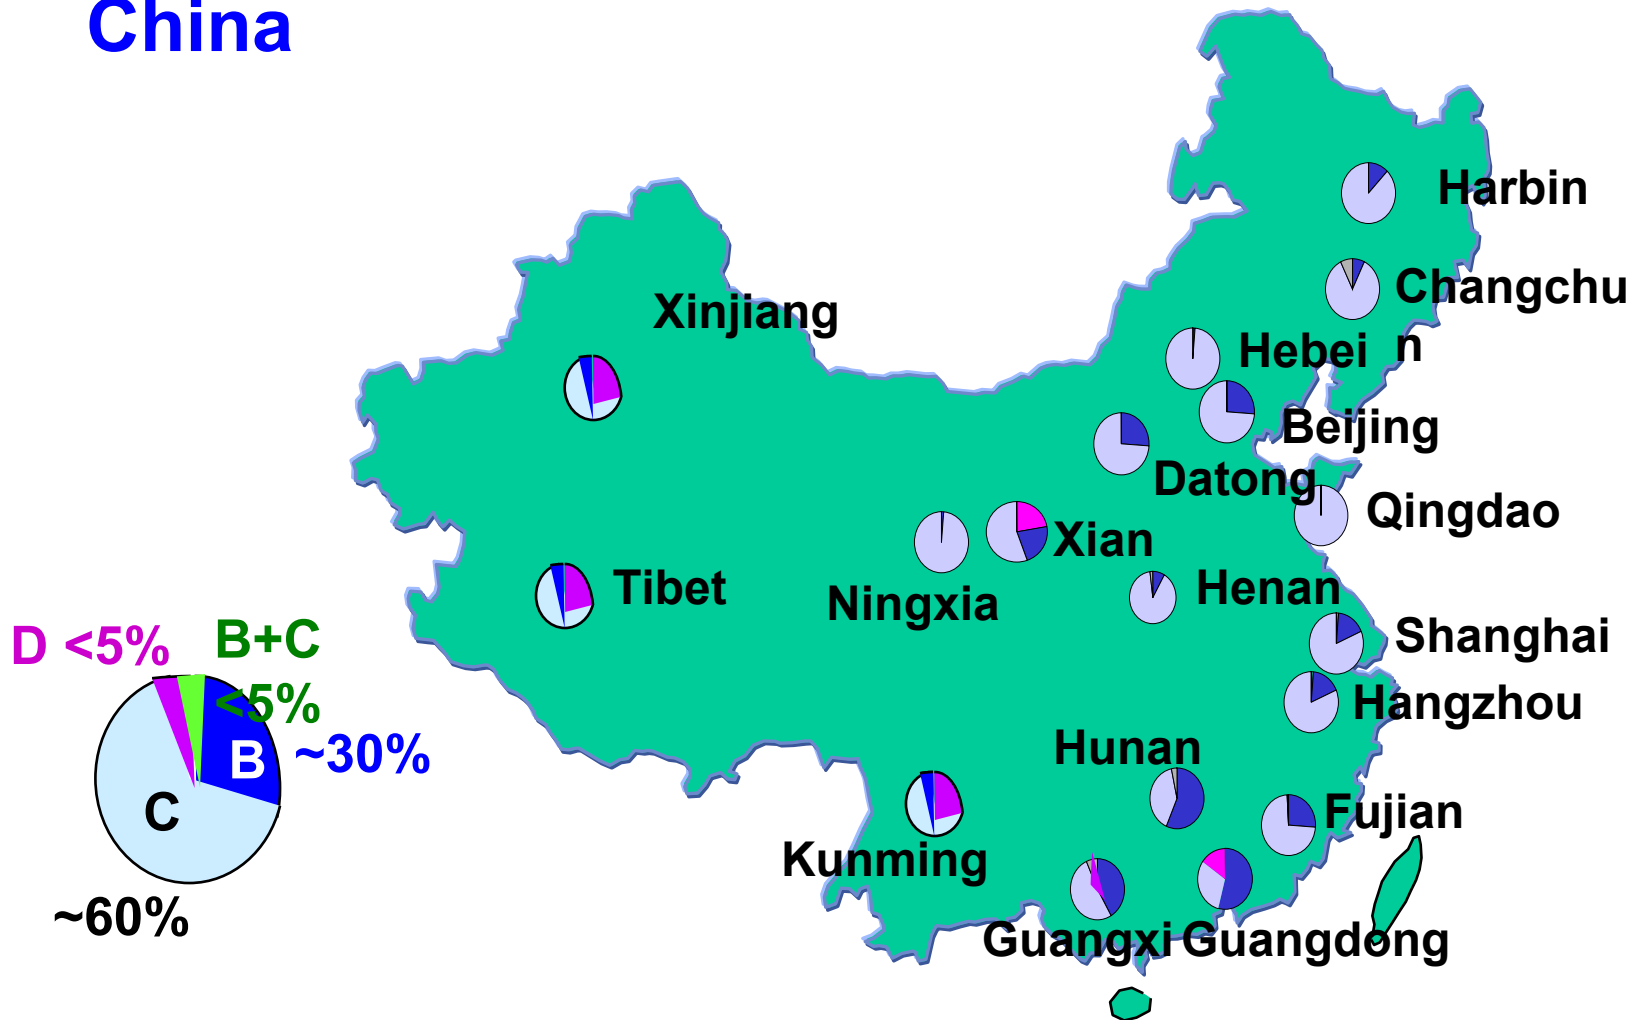 China
Harbin
Changchu
n
Xinjiang
Hebei
Beijing
Datong
Qingdao
Xian
Ningxia
Tibet
Henan
Shanghai
Hangzhou
D <5%
B+C
<5%
B
~30%
C
~60%
Hunan
Fujian
Kunming
Guangxi
Guangdong